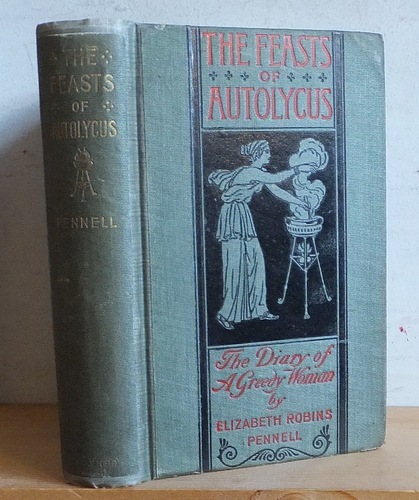 THE
FEASTS
OF
AUTOLYCUS
PENNELL
THE FEASTS
OF
AUTOLYCUS
The Diary of
A Greedy Woman
by
ELIZABETH ROBINS
PENNELL